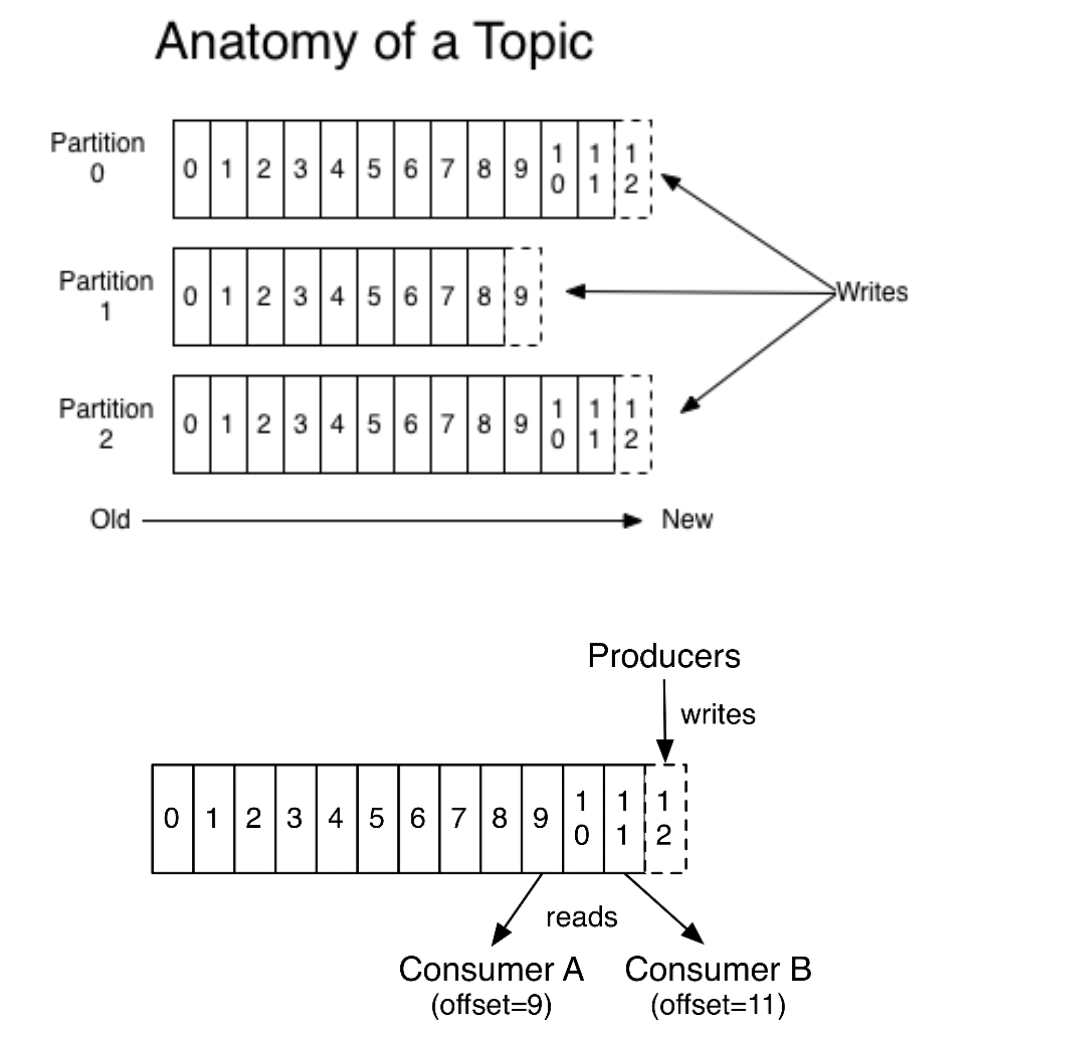 Anatomy of a Topic
Partition
0
0 1 2 3 4 5 6 7 8 9 10 11 12
Partition
1
0 1 2 3 4 5 6 7 8 9
Writes
Partition
2
0 1 2 3 4 5 6 7 8 9 10 11 12
Old New
Producers
writes
0 1 2 3 4 5 6 7 8 9 10 11 12
reads
Consumer A Consumer B
(offset=9) (offset=11)